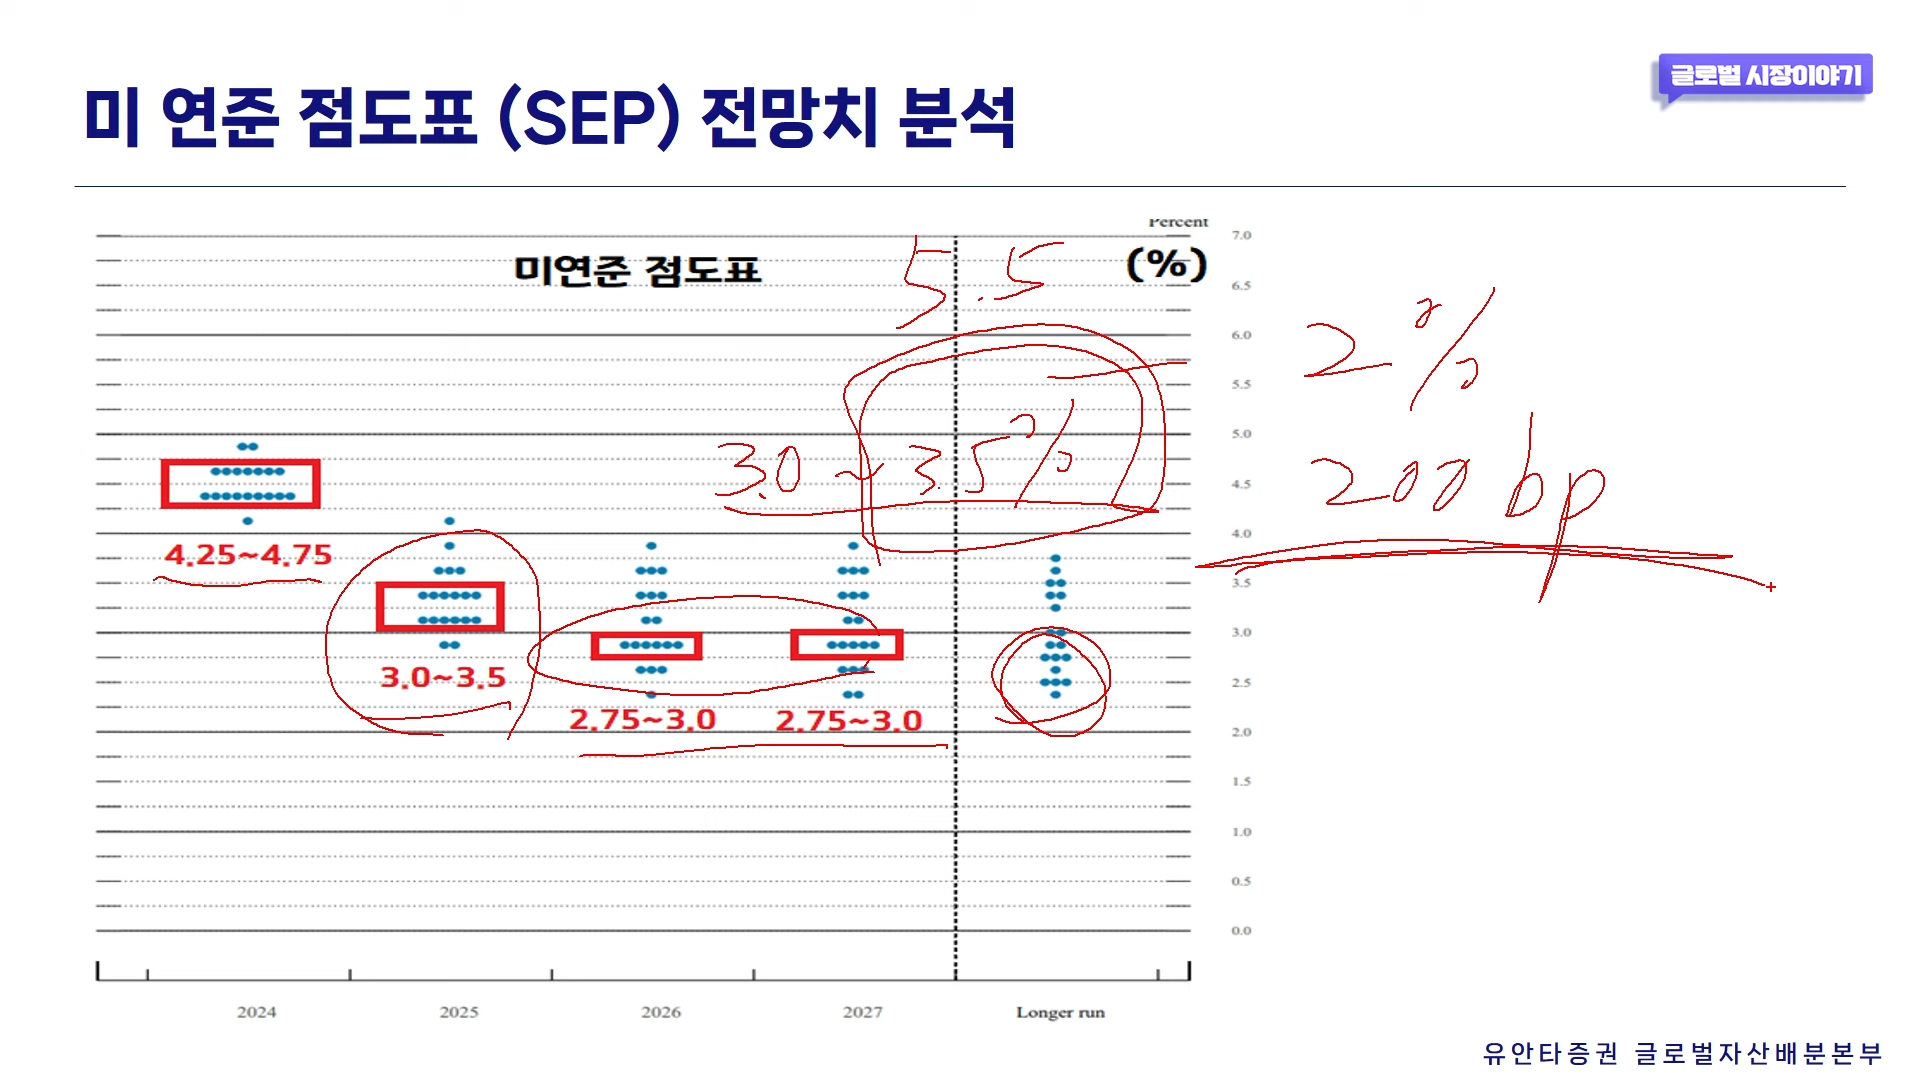 글로벌 시장이야기
미 연준 점도표 (SEP) 전망치 분석
Percent
미연준 점도표
(%)
7.0
6.5
6.0
5.5
5.0
4.5
4.0
3.5
3.0
2.5
2.0
1.5
1.0
0.5
0.0
4.25~4.75
3.0~3.5
2.75~3.0
2.75~3.0
5.5
3.0 ~ 3.5%
2%
200 bp
2024 2025 2026 2027 Longer run
유안타증권 글로벌자산배분본부